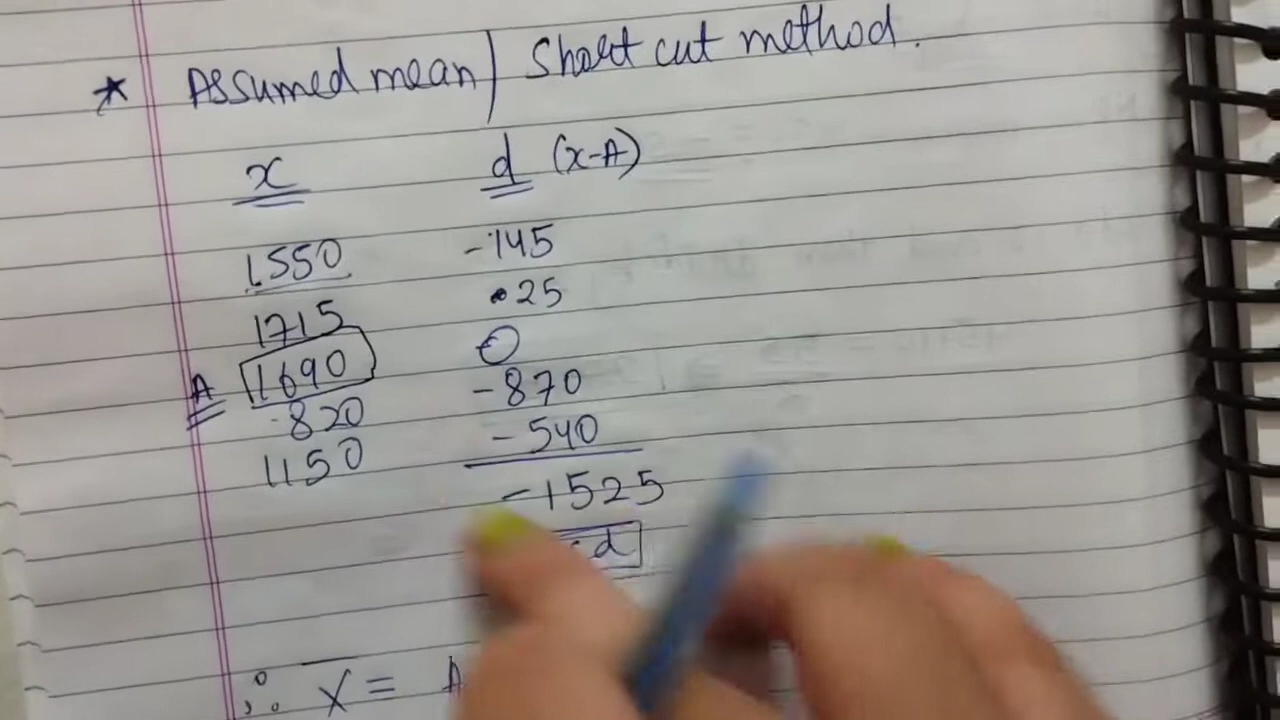 * Assumed mean / Short cut method.
x d (x-A)
1550 -145
1715 25
A 1690 0
820 -870
1150 -540
-1525
d
∴ X̄ = A